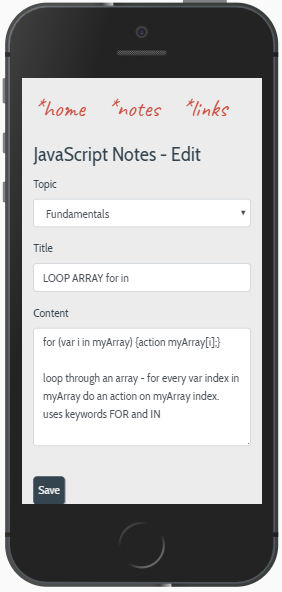 *home *notes *links
JavaScript Notes - Edit
Topic
Fundamentals
Title
LOOP ARRAY for in
Content
for (var i in myArray) {action myArray[i];}
loop through an array - for every var index in
myArray do an action on myArray index.
uses keywords FOR and IN
Save